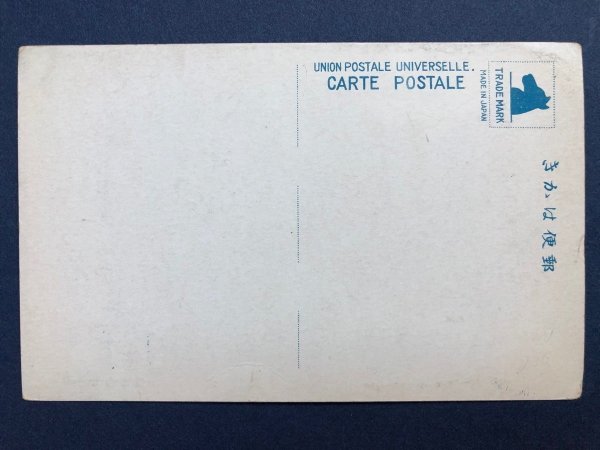 UNION POSTALE UNIVERSELLE.
CARTE POSTALE
TRADE MARK
MADE IN JAPAN
郵便はがき